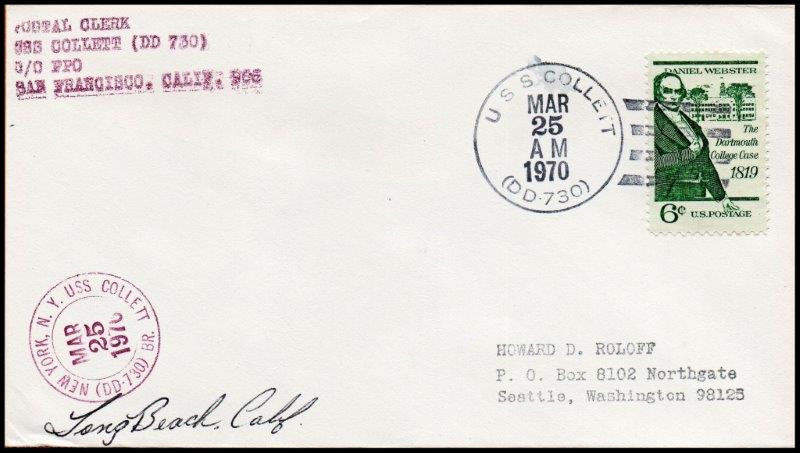 POSTAL CLERK
USS COLLETT (DD 730)
C/O FPO
SAN FRANCISCO, CALIF. 966
U S S COLLETT
MAR
25
AM
1970
(DD-730)
DANIEL WEBSTER
The
Dartmouth
College Case
1819
6¢ U.S. POSTAGE
NEW YORK, N. Y. USS COLLETT BR.
MAR
25
1970
(DD-730)
HOWARD D. ROLOFF
P. O. Box 8102 Northgate
Seattle, Washington 98125
Long Beach, Calif.